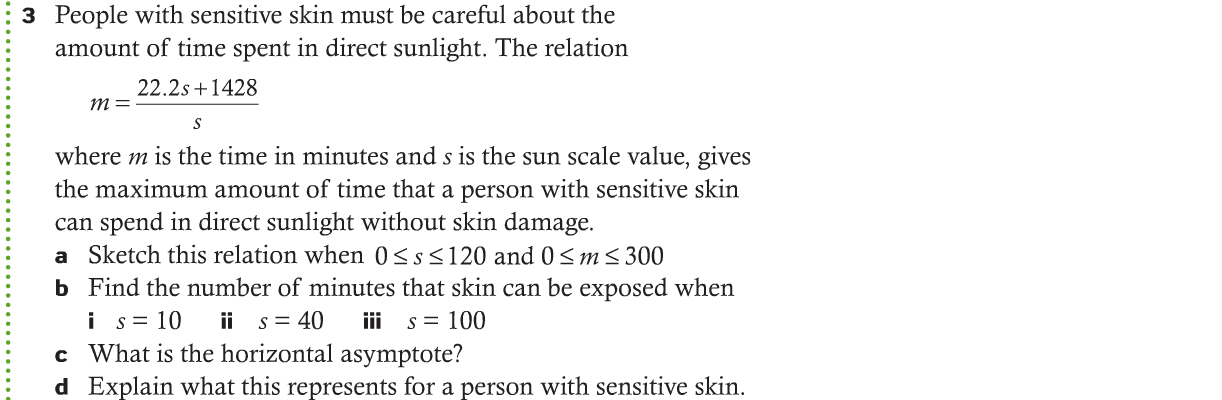 3 People with sensitive skin must be careful about the
amount of time spent in direct sunlight. The relation
m = \frac{22.2s+1428}{s}
where m is the time in minutes and s is the sun scale value, gives
the maximum amount of time that a person with sensitive skin
can spend in direct sunlight without skin damage.
a Sketch this relation when 0 ≤ s ≤ 120 and 0 ≤ m ≤ 300
b Find the number of minutes that skin can be exposed when
i s = 10 ii s = 40 iii s = 100
c What is the horizontal asymptote?
d Explain what this represents for a person with sensitive skin.